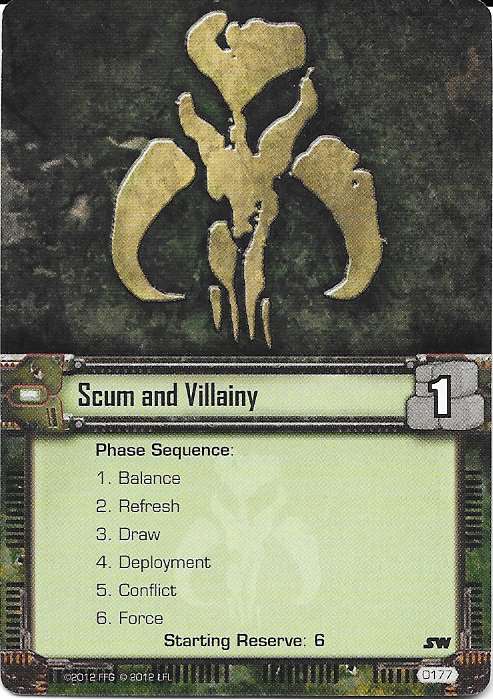 Scum and Villainy
1
Phase Sequence:
1. Balance
2. Refresh
3. Draw
4. Deployment
5. Conflict
6. Force
Starting Reserve: 6
SW
©2012 FFG © 2012 LFL
0177